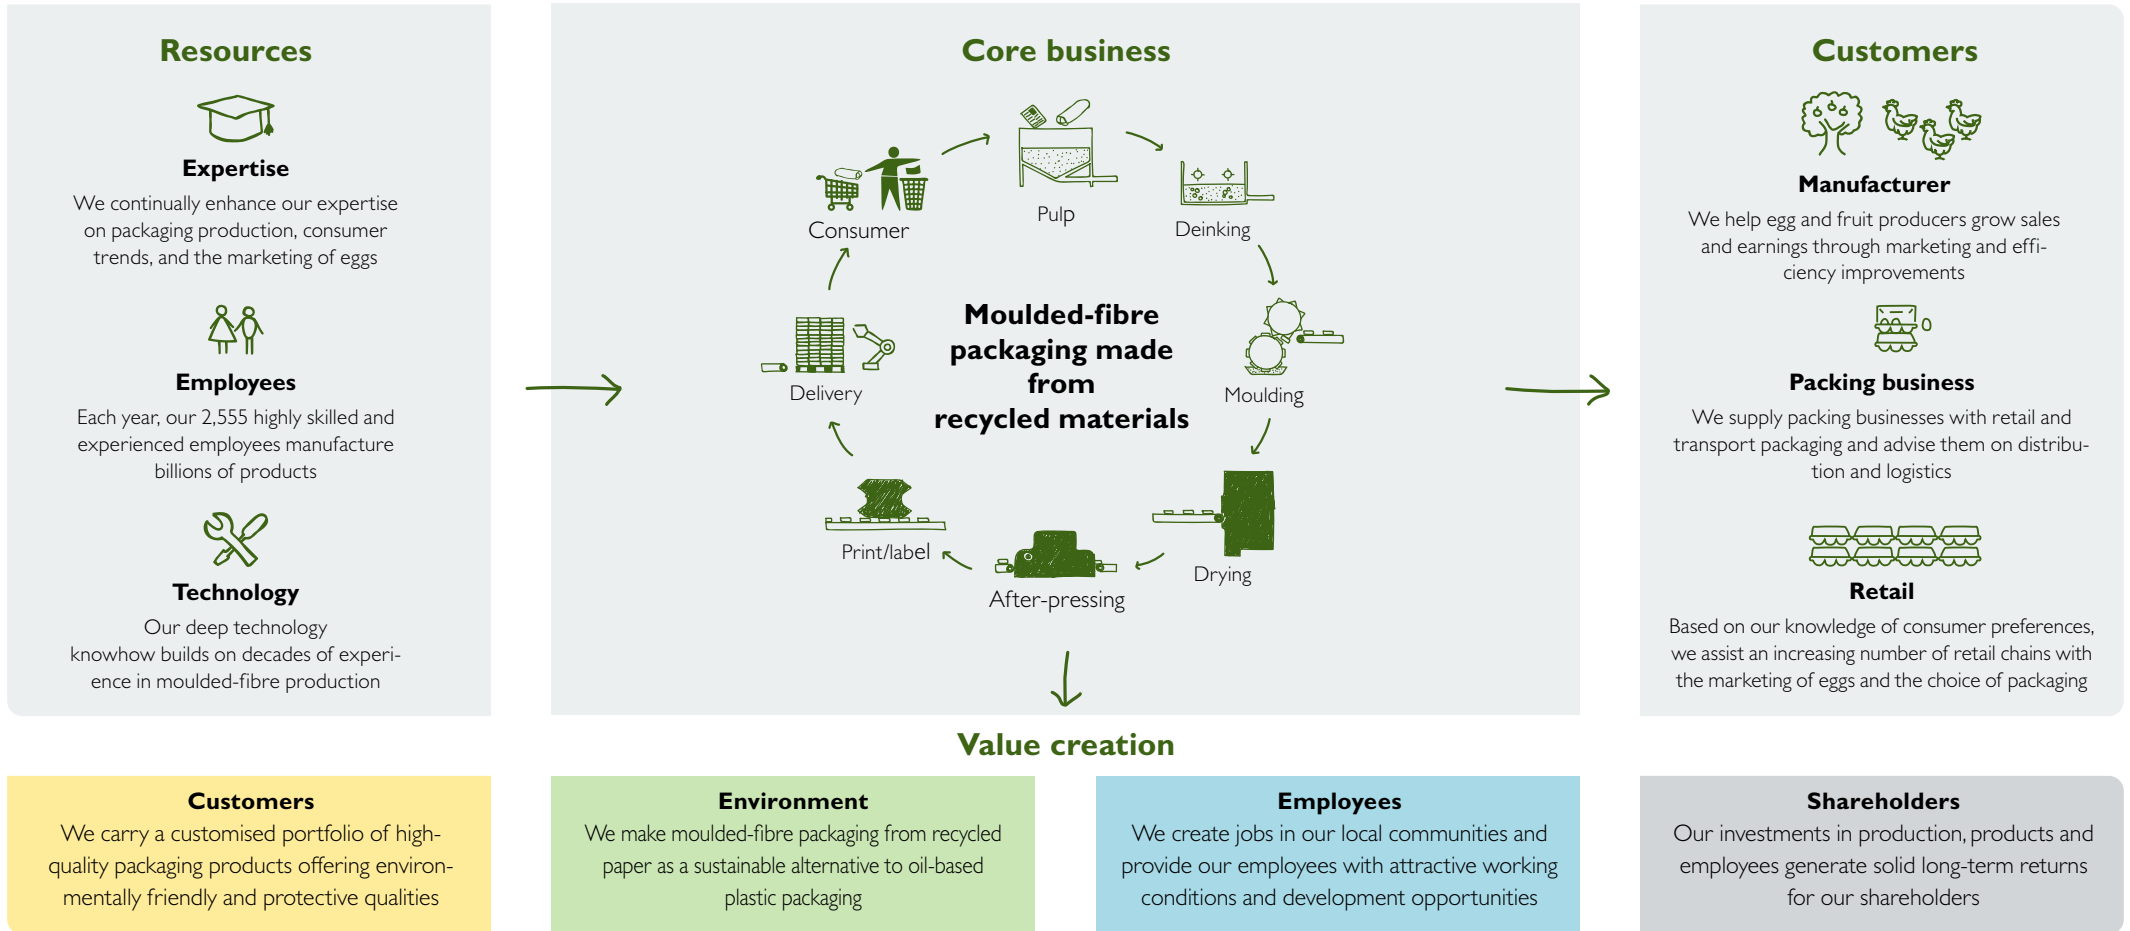 Resources
Expertise
We continually enhance our expertise
on packaging production, consumer
trends, and the marketing of eggs
Employees
Each year, our 2,555 highly skilled and
experienced employees manufacture
billions of products
Technology
Our deep technology
knowhow builds on decades of experi-
ence in moulded-fibre production
Core business
Pulp
Deinking
Moulding
Drying
After-pressing
Print/label
Delivery
Consumer
Moulded-fibre
packaging made
from
recycled materials
Customers
Manufacturer
We help egg and fruit producers grow sales
and earnings through marketing and effi-
ciency improvements
Packing business
We supply packing businesses with retail and
transport packaging and advise them on distribu-
tion and logistics
Retail
Based on our knowledge of consumer preferences,
we assist an increasing number of retail chains with
the marketing of eggs and the choice of packaging
Value creation
Customers
We carry a customised portfolio of high-
quality packaging products offering environ-
mentally friendly and protective qualities
Environment
We make moulded-fibre packaging from recycled
paper as a sustainable alternative to oil-based
plastic packaging
Employees
We create jobs in our local communities and
provide our employees with attractive working
conditions and development opportunities
Shareholders
Our investments in production, products and
employees generate solid long-term returns
for our shareholders